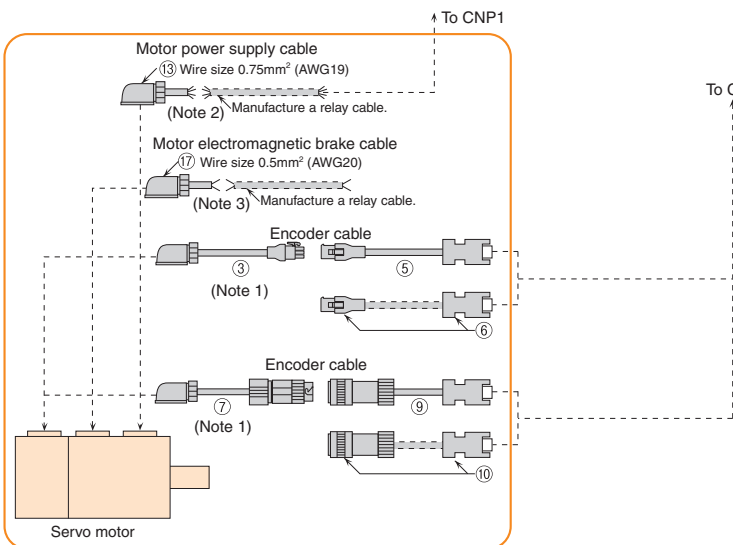 To CNP1
Motor power supply cable
⑬ Wire size 0.75mm² (AWG19)
(Note 2)
Manufacture a relay cable.
To C
Motor electromagnetic brake cable
⑰ Wire size 0.5mm² (AWG20)
(Note 3)
Manufacture a relay cable.
Encoder cable
③
⑤
(Note 1)
⑥
Encoder cable
⑦
⑨
(Note 1)
⑩
Servo motor